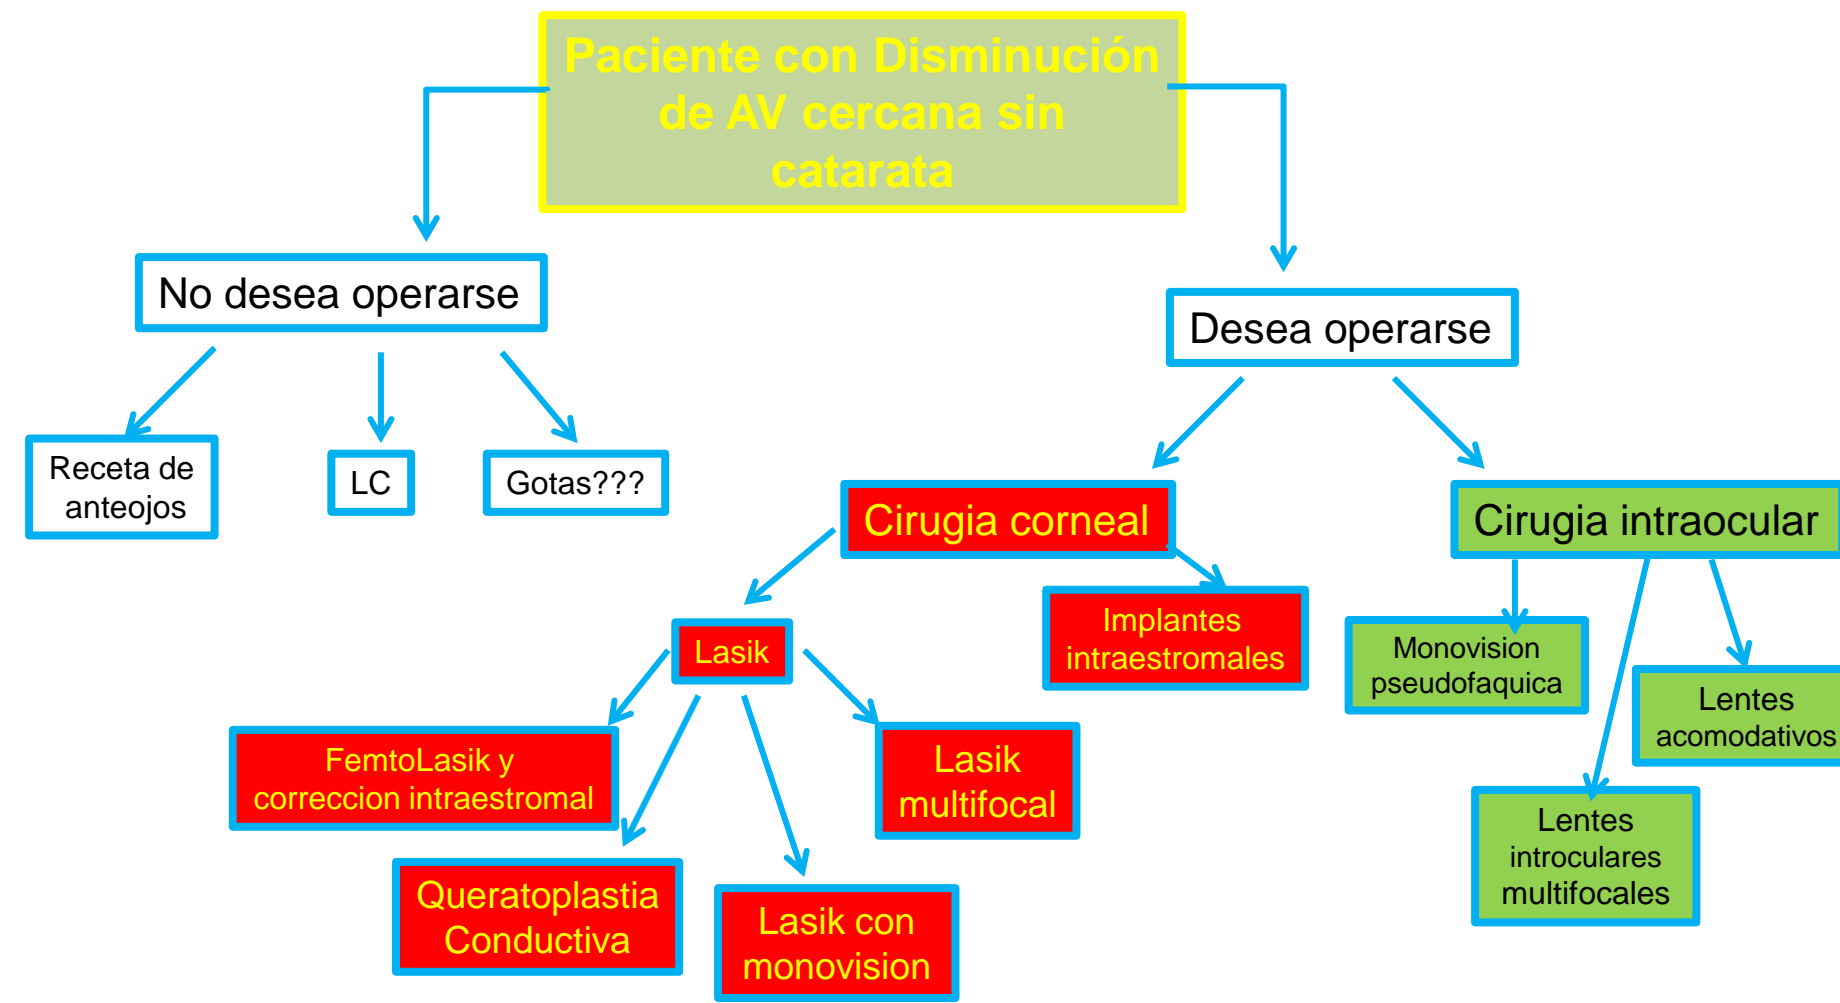 Paciente con Disminución
de AV cercana sin
catarata
No desea operarse
Desea operarse
Receta de
anteojos
LC
Gotas???
Cirugia corneal
Cirugia intraocular
Lasik
Implantes
intraestromales
Monovision
pseudofaquica
Lentes
acomodativos
FemtoLasik y
correccion intraestromal
Lasik
multifocal
Lentes
introculares
multifocales
Queratoplastia
Conductiva
Lasik con
monovision